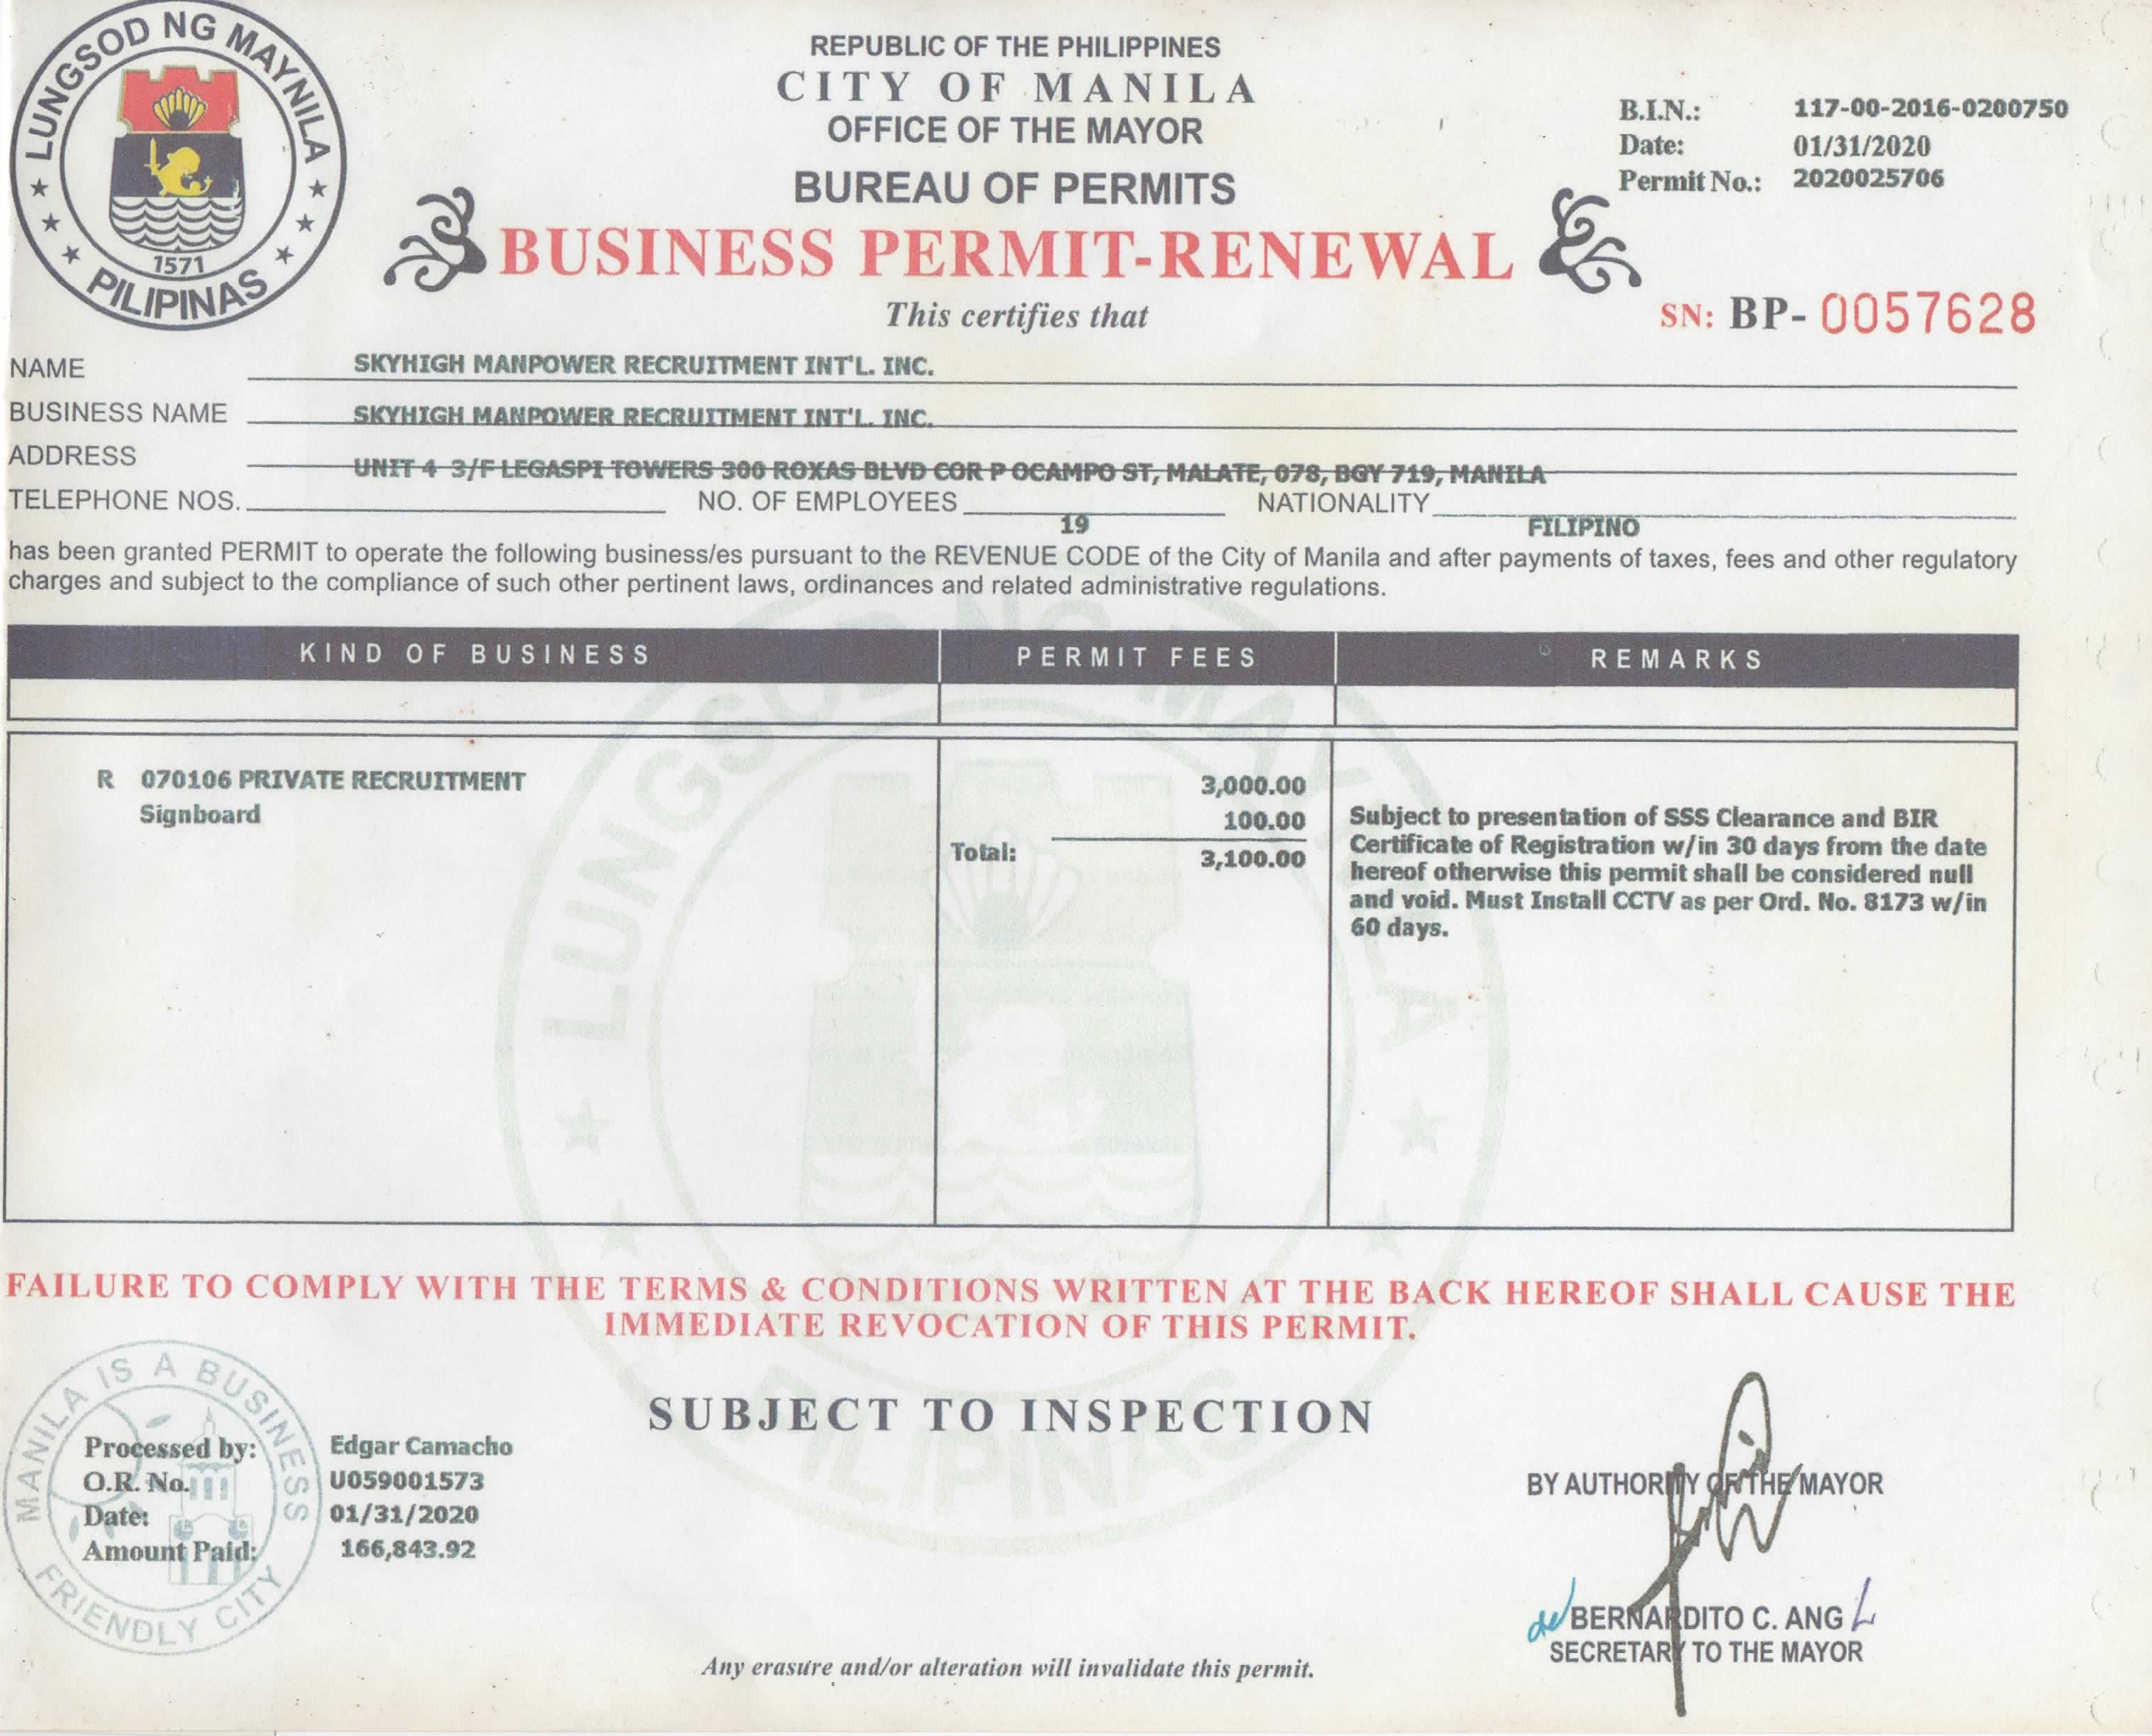 LUNGSOD NG MAYNILA
1571
PILIPINAS
REPUBLIC OF THE PHILIPPINES
CITY OF MANILA
OFFICE OF THE MAYOR
BUREAU OF PERMITS
BUSINESS PERMIT-RENEWAL
This certifies that
B.I.N.: 117-00-2016-0200750
Date: 01/31/2020
Permit No.: 2020025706
SN: BP- 0057628
NAME SKYHIGH MANPOWER RECRUITMENT INT'L. INC.
BUSINESS NAME SKYHIGH MANPOWER RECRUITMENT INT'L. INC.
ADDRESS UNIT 4 3/F LEGASPI TOWERS 300 ROXAS BLVD COR P OCAMPO ST, MALATE, 078, BGY 719, MANILA
TELEPHONE NOS. NO. OF EMPLOYEES 19 NATIONALITY FILIPINO
has been granted PERMIT to operate the following business/es pursuant to the REVENUE CODE of the City of Manila and after payments of taxes, fees and other regulatory
charges and subject to the compliance of such other pertinent laws, ordinances and related administrative regulations.
KIND OF BUSINESS PERMIT FEES REMARKS
R 070106 PRIVATE RECRUITMENT 3,000.00
Signboard 100.00
Total: 3,100.00
Subject to presentation of SSS Clearance and BIR
Certificate of Registration w/in 30 days from the date
hereof otherwise this permit shall be considered null
and void. Must Install CCTV as per Ord. No. 8173 w/in
60 days.
LUNGSOD NG MAYNILA
PILIPINAS
FAILURE TO COMPLY WITH THE TERMS & CONDITIONS WRITTEN AT THE BACK HEREOF SHALL CAUSE THE
IMMEDIATE REVOCATION OF THIS PERMIT.
MANILA IS A BUSINESS
FRIENDLY CITY
Processed by: Edgar Camacho
O.R. No. U059001573
Date: 01/31/2020
Amount Paid: 166,843.92
SUBJECT TO INSPECTION
BY AUTHORITY OF THE MAYOR
BERNARDITO C. ANG
SECRETARY TO THE MAYOR
Any erasure and/or alteration will invalidate this permit.